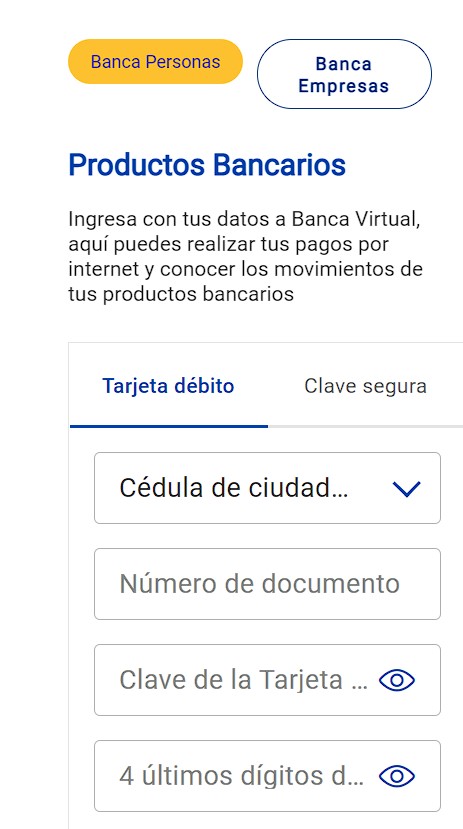 Banca Personas
Banca
Empresas
Productos Bancarios
Ingresa con tus datos a Banca Virtual,
aquí puedes realizar tus pagos por
internet y conocer los movimientos de
tus productos bancarios
Tarjeta débito
Clave segura
Cédula de ciudad...
Número de documento
Clave de la Tarjeta ...
4 últimos dígitos d...